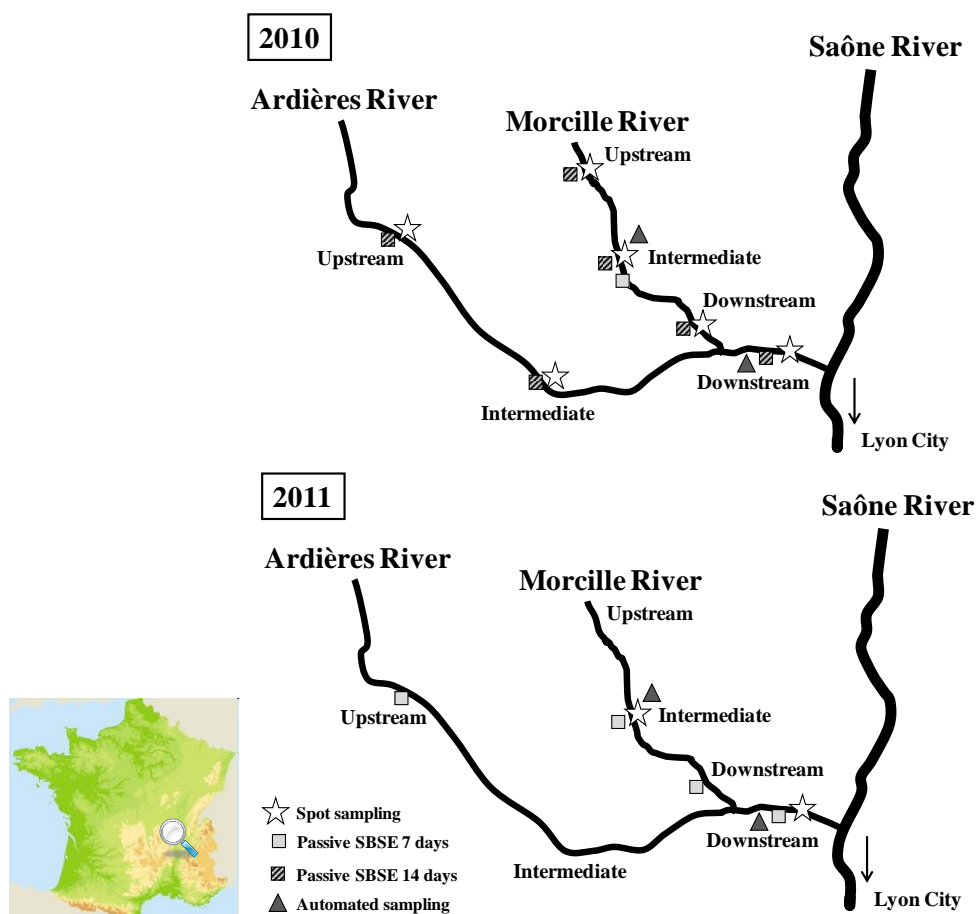 2010
Saône River
Ardières River
Morcille River
Upstream
Upstream
Intermediate
Downstream
Downstream
Intermediate
Lyon City
2011
Saône River
Ardières River
Morcille River
Upstream
Upstream
Intermediate
Downstream
Downstream
Intermediate
Lyon City
Spot sampling
Passive SBSE 7 days
Passive SBSE 14 days
Automated sampling